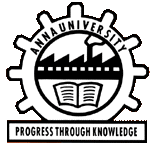 ANNA UNIVERSITY
PROGRESS THROUGH KNOWLEDGE